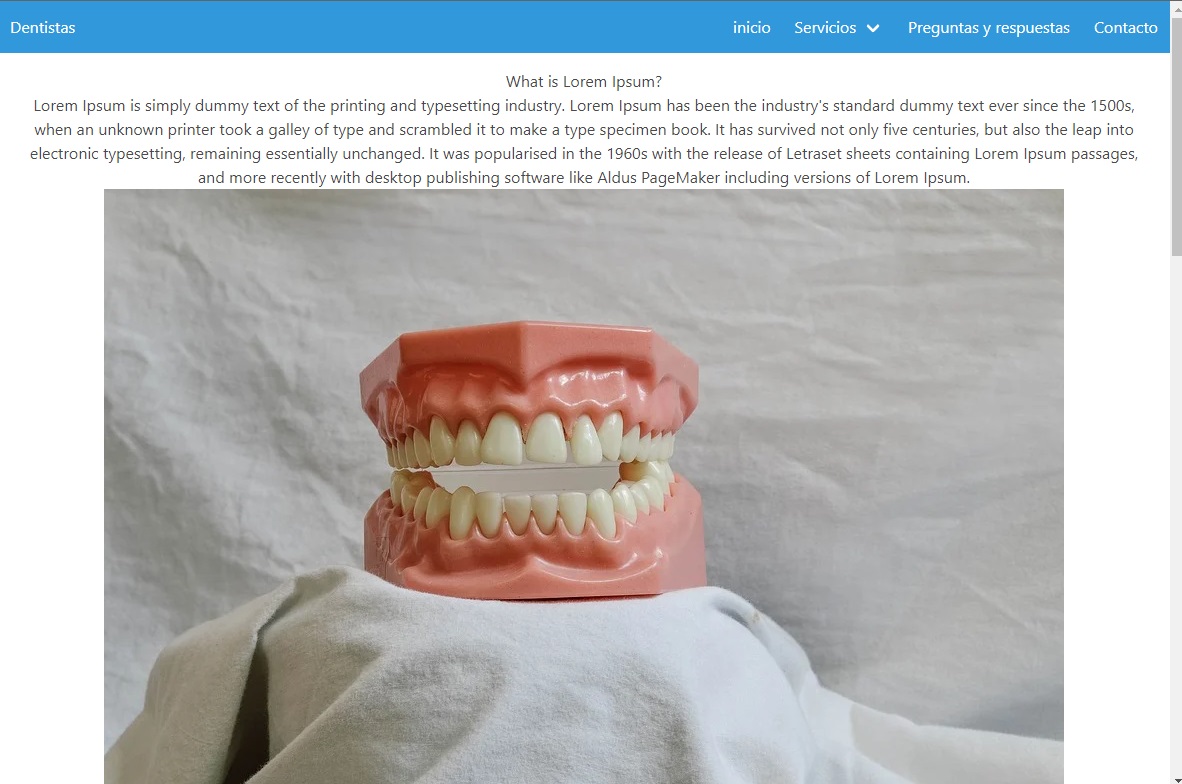 Dentistas
inicio Servicios Preguntas y respuestas Contacto
What is Lorem Ipsum?
Lorem Ipsum is simply dummy text of the printing and typesetting industry. Lorem Ipsum has been the industry's standard dummy text ever since the 1500s,
when an unknown printer took a galley of type and scrambled it to make a type specimen book. It has survived not only five centuries, but also the leap into
electronic typesetting, remaining essentially unchanged. It was popularised in the 1960s with the release of Letraset sheets containing Lorem Ipsum passages,
and more recently with desktop publishing software like Aldus PageMaker including versions of Lorem Ipsum.